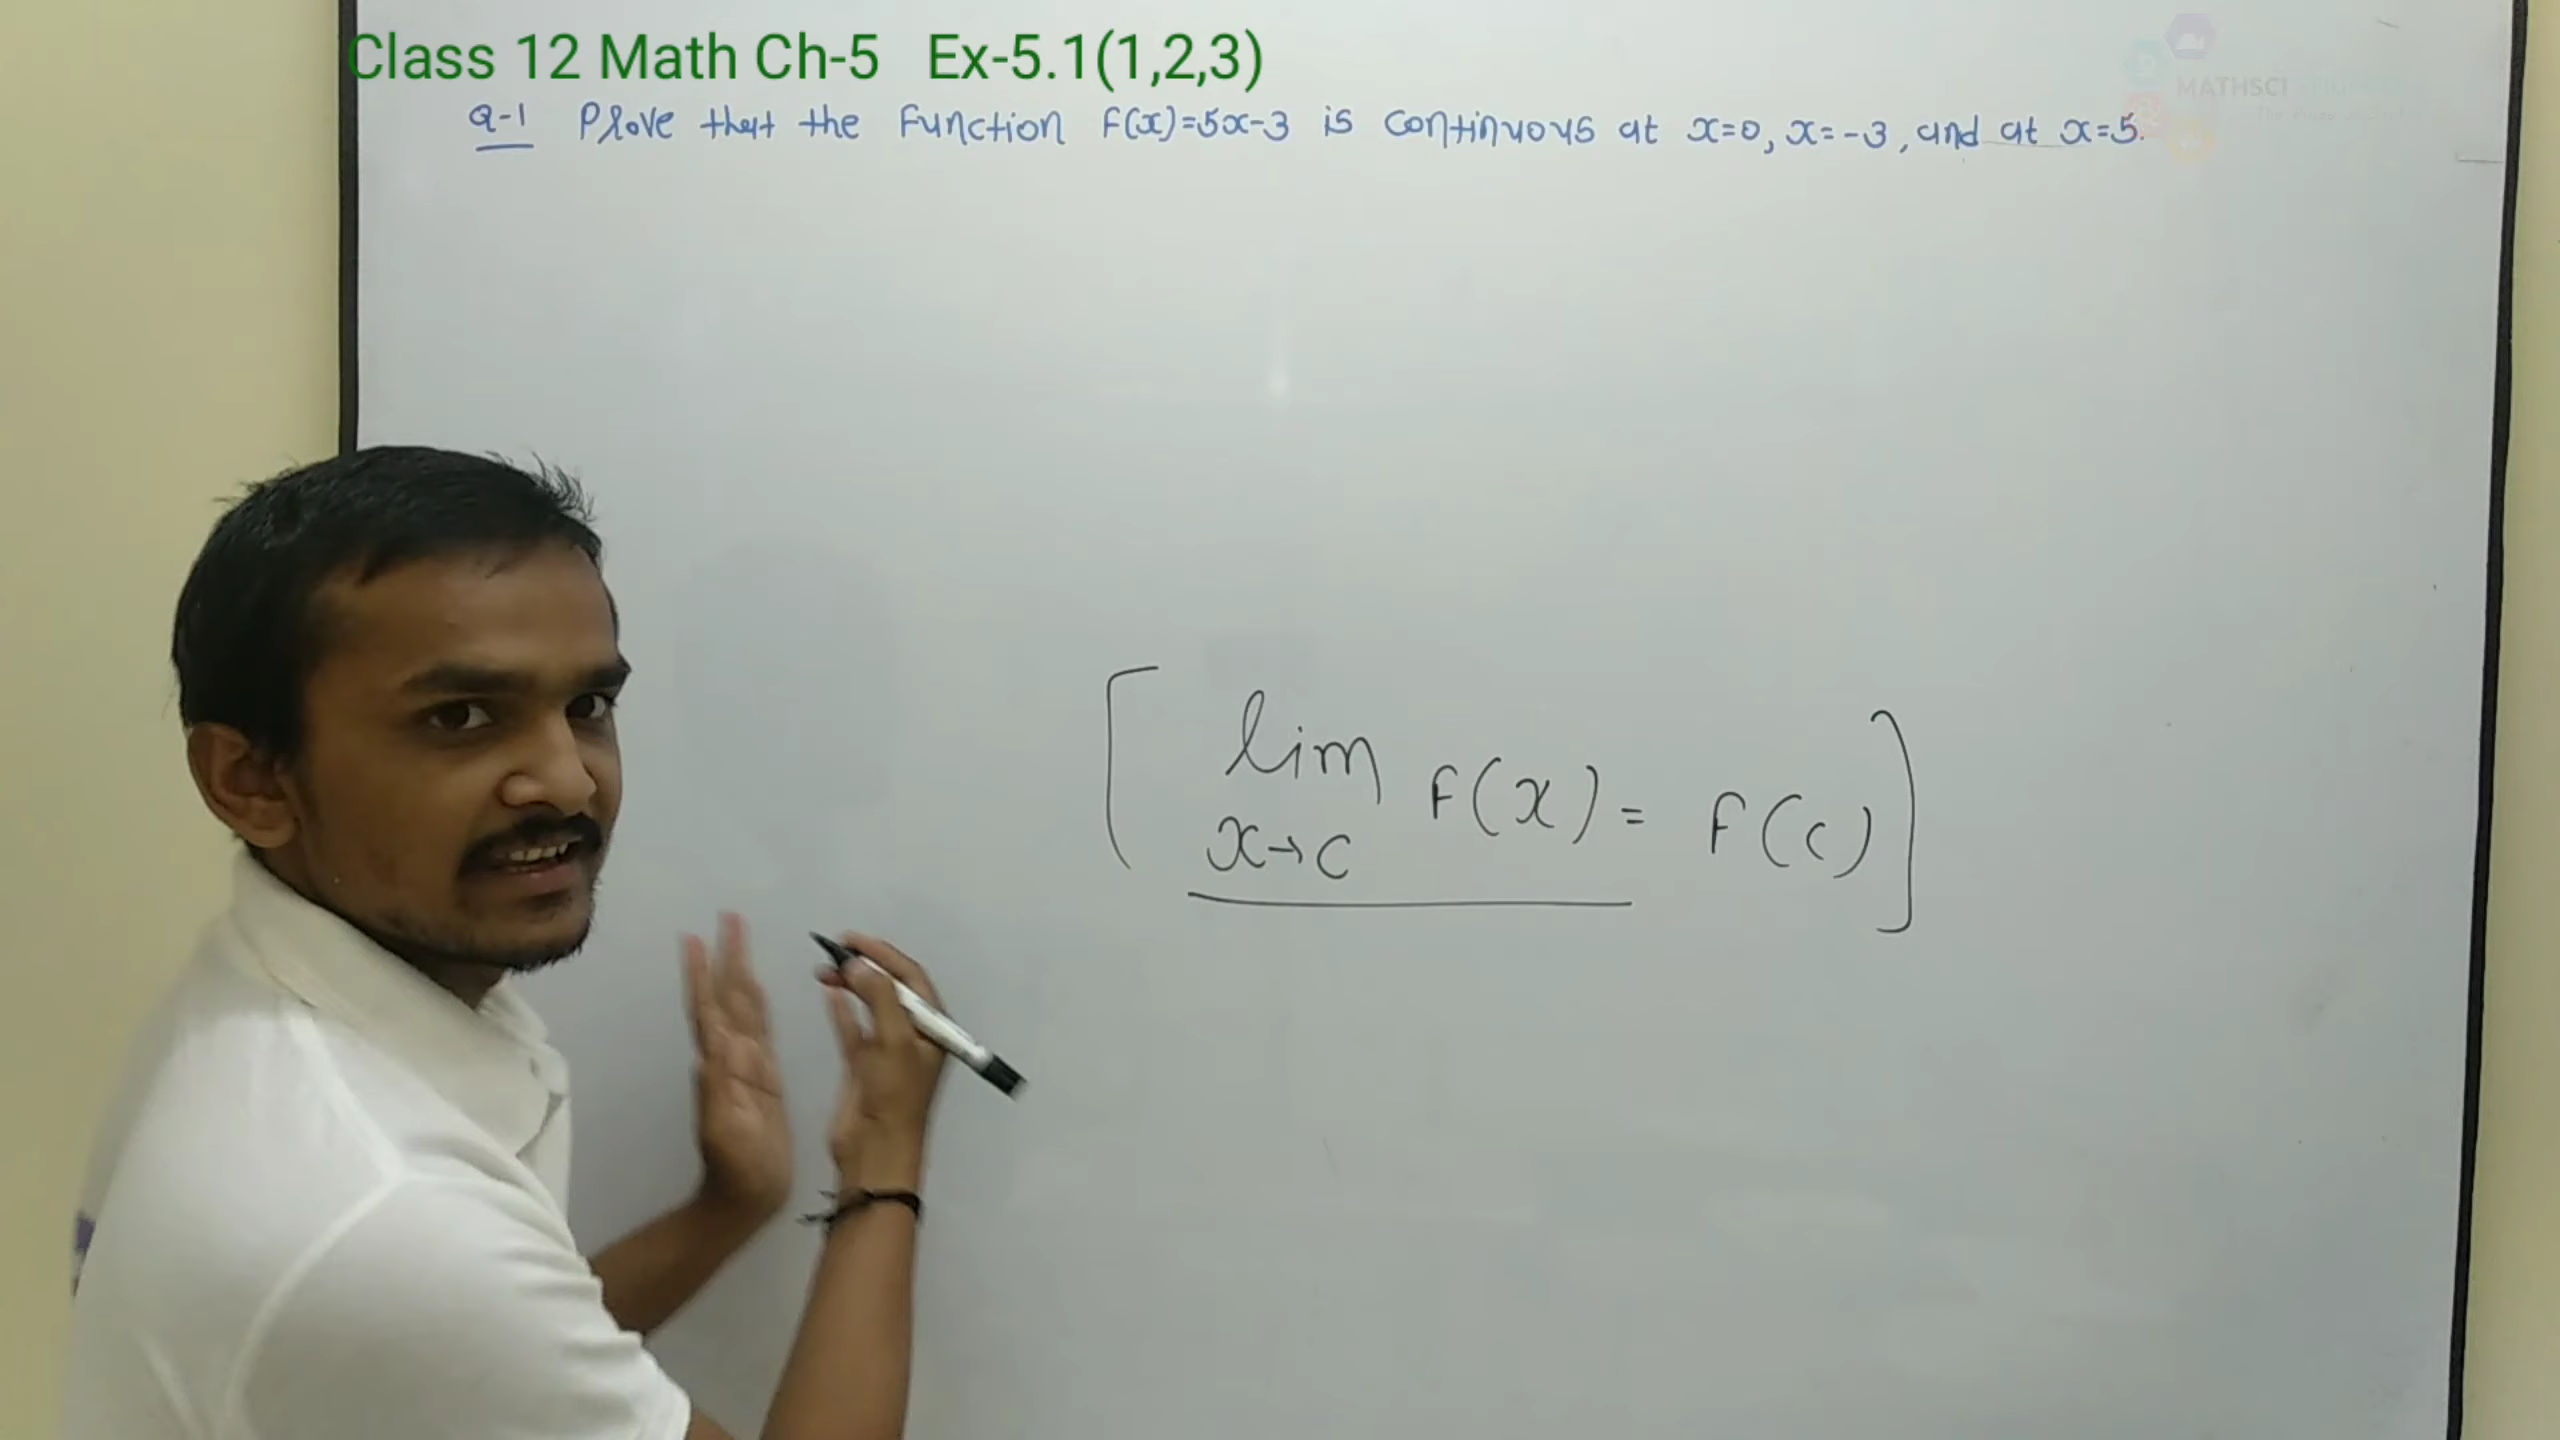 Class 12 Math Ch-5 Ex-5.1(1,2,3)
MATHSCI
Q-1 Prove that the Function F(x)=5x-3 is continuous at x=0, x=-3, and at x=5.
lim F(x) = F(c)
x→c